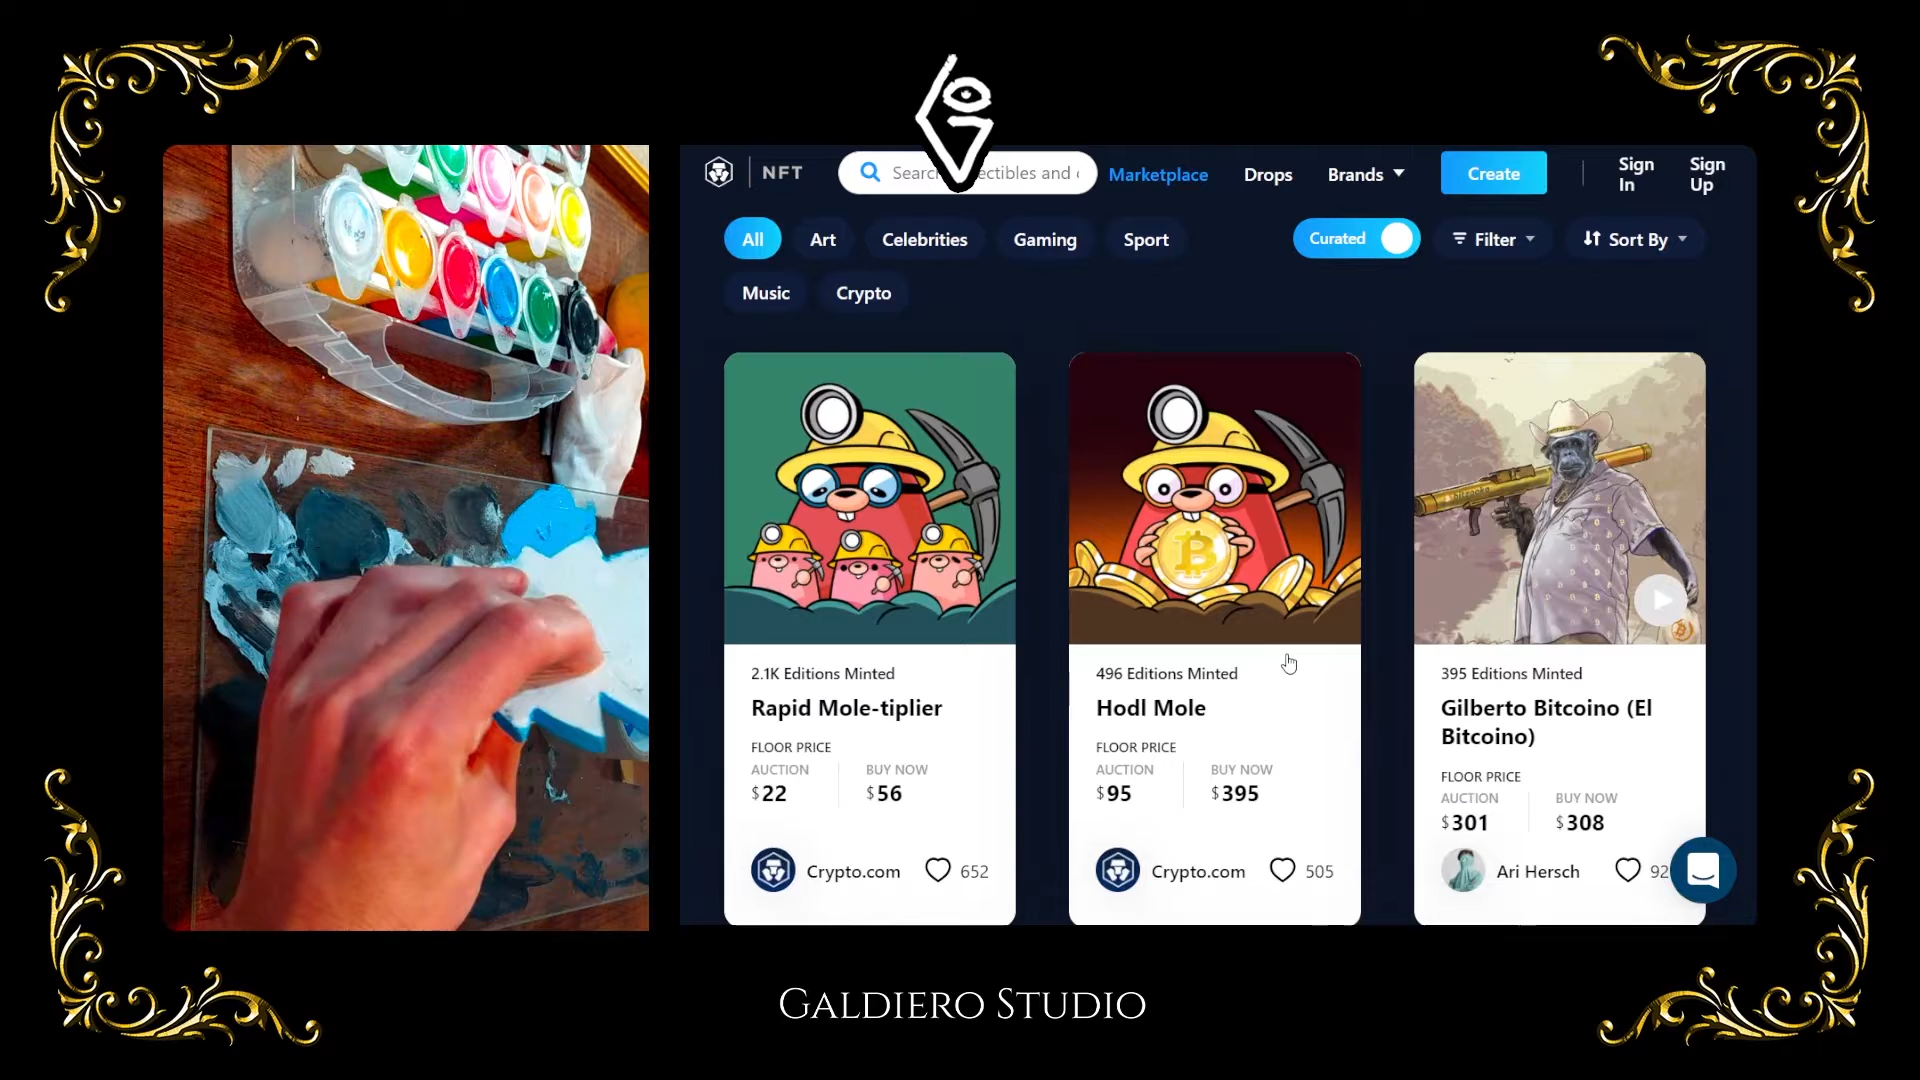 NFT
Marketplace
Drops
Brands
Create
Sign In
Sign Up
All
Art
Celebrities
Gaming
Sport
Curated
Filter
Sort By
Music
Crypto
2.1K Editions Minted
Rapid Mole-tiplier
FLOOR PRICE
AUCTION
BUY NOW
$22
$56
Crypto.com
652
496 Editions Minted
Hodl Mole
FLOOR PRICE
AUCTION
BUY NOW
$95
$395
Crypto.com
505
395 Editions Minted
Gilberto Bitcoino (El
Bitcoino)
FLOOR PRICE
AUCTION
BUY NOW
$301
$308
Ari Hersch
92
GALDIERO STUDIO